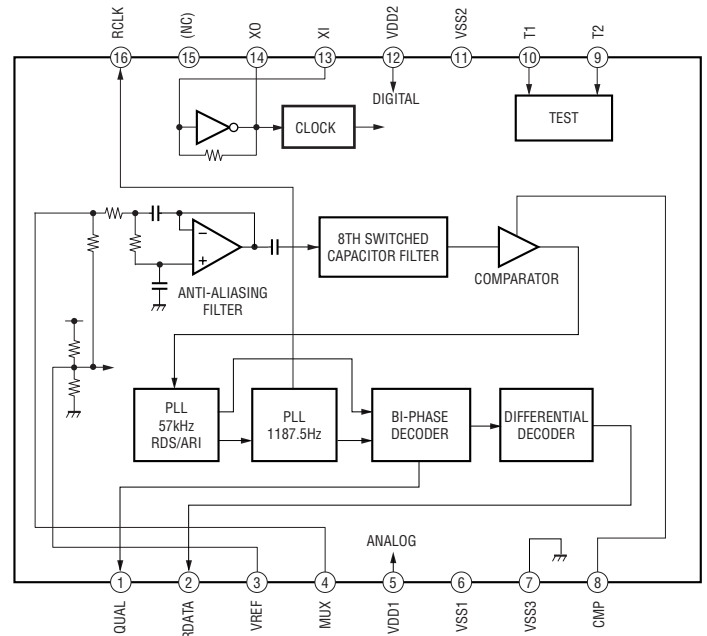 RCLK
(NC)
XO
XI
VDD2
VSS2
T1
T2
16
15
14
13
12
11
10
9
DIGITAL
CLOCK
TEST
−
+
ANTI-ALIASING
FILTER
8TH SWITCHED
CAPACITOR FILTER
COMPARATOR
PLL
57kHz
RDS/ARI
PLL
1187.5Hz
BI-PHASE
DECODER
DIFFERENTIAL
DECODER
ANALOG
1
2
3
4
5
6
7
8
QUAL
RDATA
VREF
MUX
VDD1
VSS1
VSS3
CMP